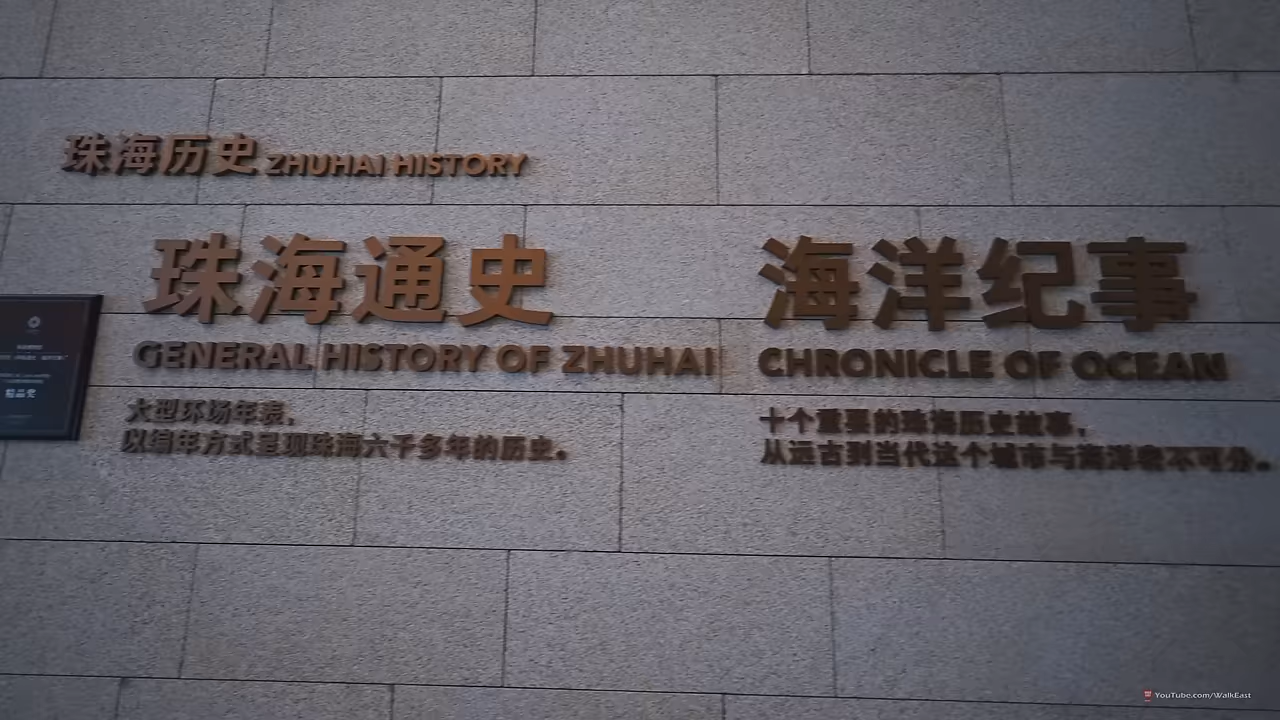 珠海历史 ZHUHAI HISTORY
珠海通史
GENERAL HISTORY OF ZHUHAI
大型环场年表，
以编年方式呈现珠海六千多年的历史。
海洋纪事
CHRONICLE OF OCEAN
十个重要的珠海历史故事，
从远古到当代这个城市与海洋密不可分。
精品奖
YouTube.com/WalkEast